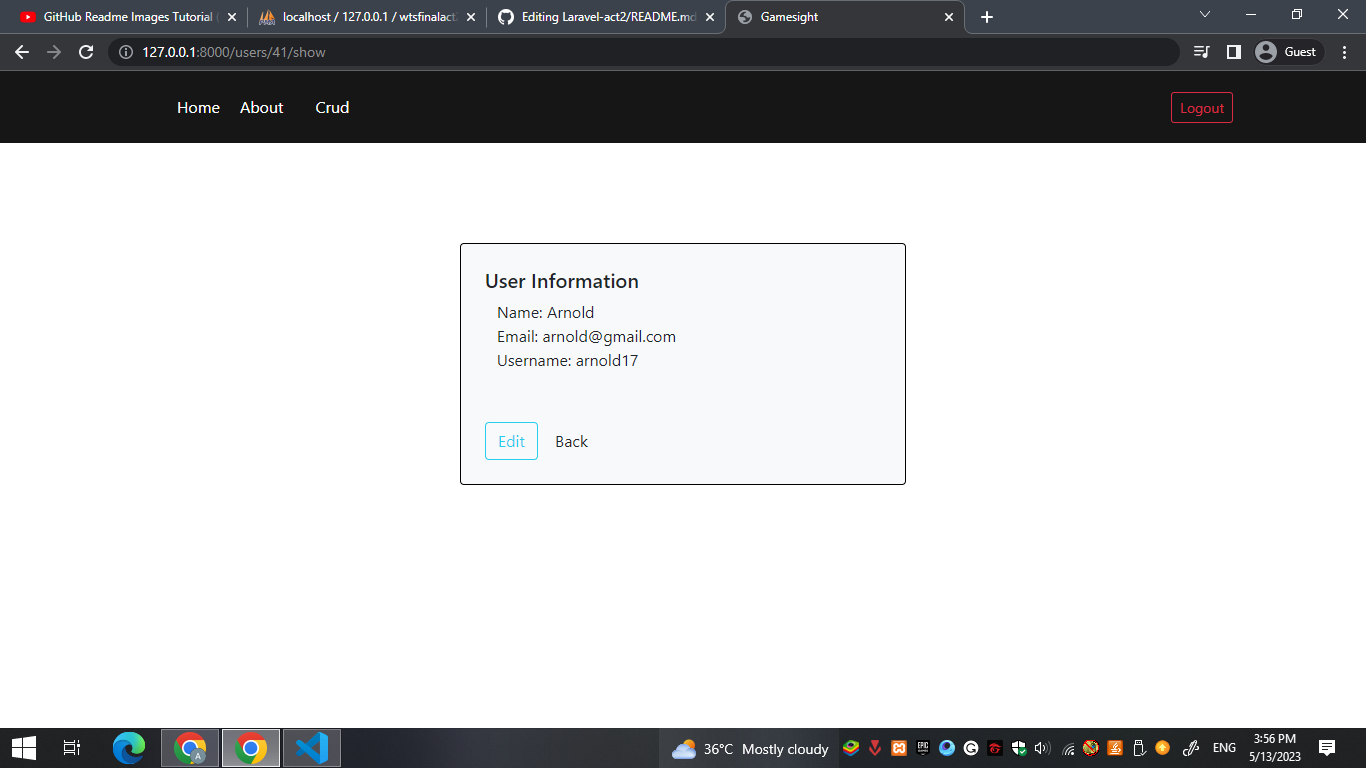 GitHub Readme Images Tutorial
localhost / 127.0.0.1 / wtsfinalact2
Editing Laravel-act2/README.md
Gamesight
127.0.0.1:8000/users/41/show
Guest
Home
About
Crud
Logout
User Information
Name: Arnold
Email: arnold@gmail.com
Username: arnold17
Edit
Back
36°C Mostly cloudy
ENG
3:56 PM
5/13/2023